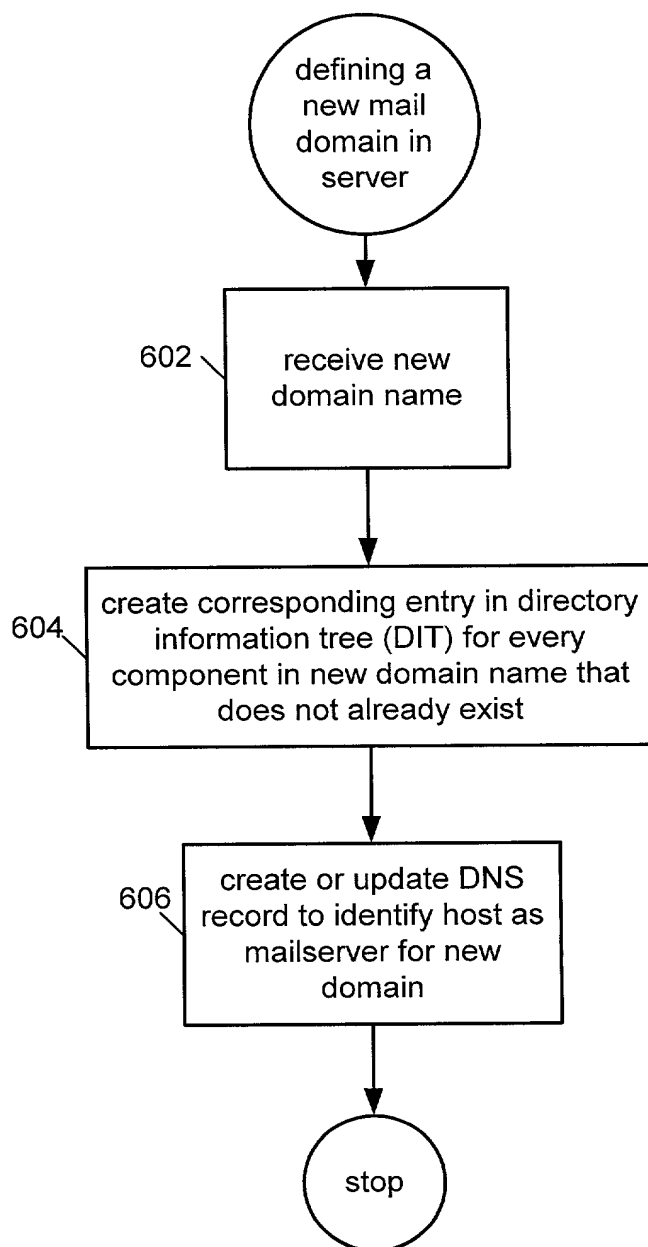 defining a
new mail
domain in
server
602
receive new
domain name
604
create corresponding entry in directory
information tree (DIT) for every
component in new domain name that
does not already exist
606
create or update DNS
record to identify host as
mailserver for new
domain
stop